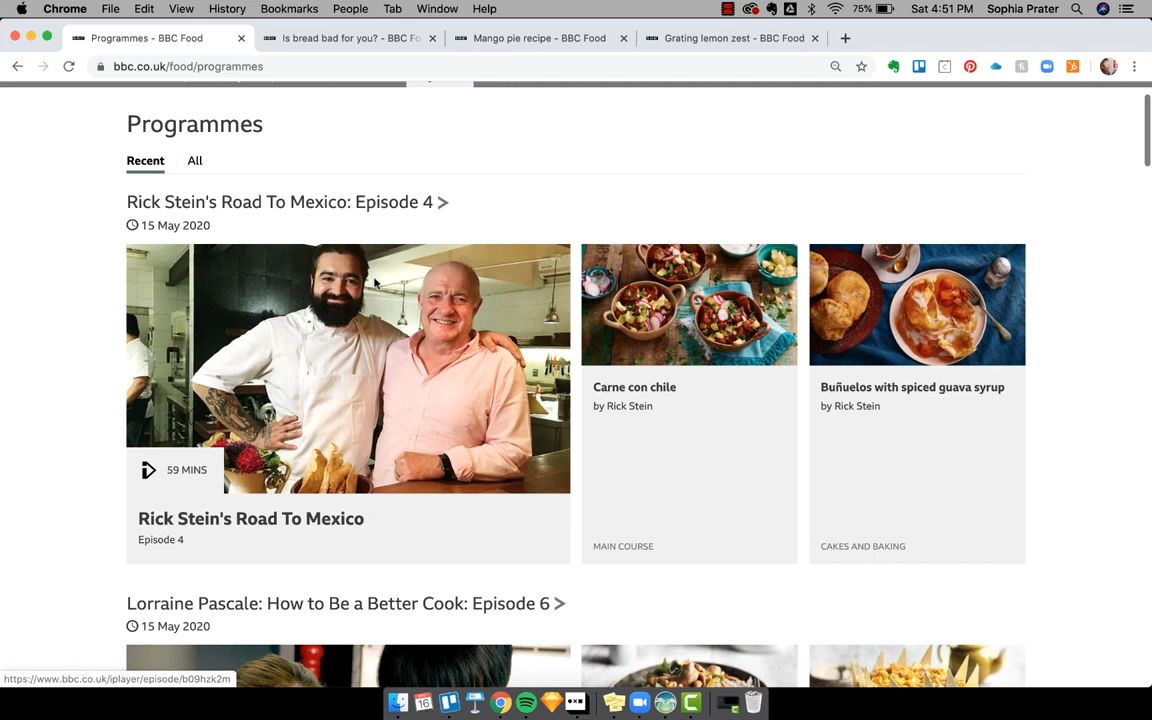 Chrome File Edit View History Bookmarks People Tab Window Help 75% Sat 4:51 PM Sophia Prater
Programmes - BBC Food Is bread bad for you? - BBC Fo Mango pie recipe - BBC Food Grating lemon zest - BBC Food
bbc.co.uk/food/programmes
Programmes
Recent All
Rick Stein's Road To Mexico: Episode 4 >
15 May 2020
59 MINS
Rick Stein's Road To Mexico
Episode 4
Carne con chile
by Rick Stein
MAIN COURSE
Buñuelos with spiced guava syrup
by Rick Stein
CAKES AND BAKING
Lorraine Pascale: How to Be a Better Cook: Episode 6 >
15 May 2020
https://www.bbc.co.uk/iplayer/episode/b09hzk2m